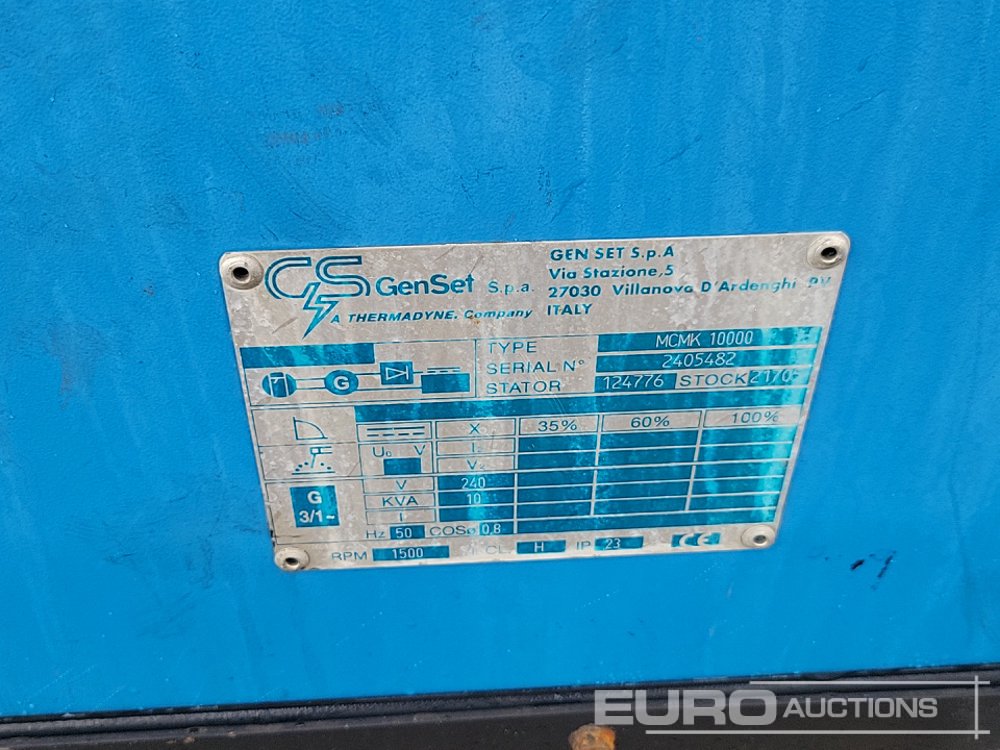 GS GenSet S.p.a.
A THERMADYNE. Company
GEN SET S.p.A
Via Stazione,5
27030 Villanova D'Ardenghi PV
ITALY
TYPE MCMK 10000
SERIAL N° 2405482
STATOR 124776 STOCK
G
X 35% 60% 100%
U₀ V I₂
V₂
G
3/1~
V 240
KVA 10
I
Hz 50 COSø 0,8
RPM 1500 I CL. H IP 23 CE
EURO AUCTIONS